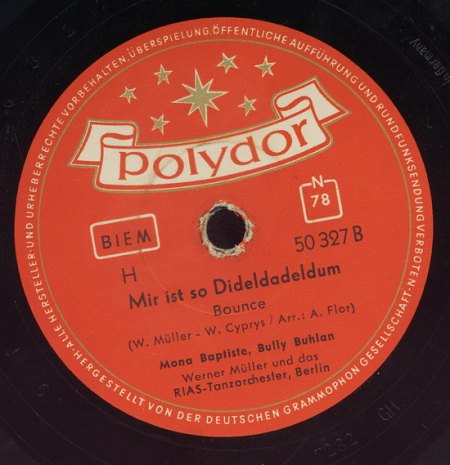 ALLE HERSTELLER- UND URHEBERRECHTE VORBEHALTEN. ÜBERSPIELUNG, ÖFFENTLICHE AUFFÜHRUNG UND RUNDFUNKSENDUNG VERBOTEN.
polydor
BIEM
N
78
H
50 327 B
Mir ist so Dideldadeldum
Bounce
(W. Müller - W. Cyprys / Arr.: A. Flor)
Mona Baptiste, Bully Buhlan
Werner Müller und das
RIAS-Tanzorchester, Berlin
HERGESTELLT VON DER DEUTSCHEN GRAMMOPHON GESELLSCHAFT